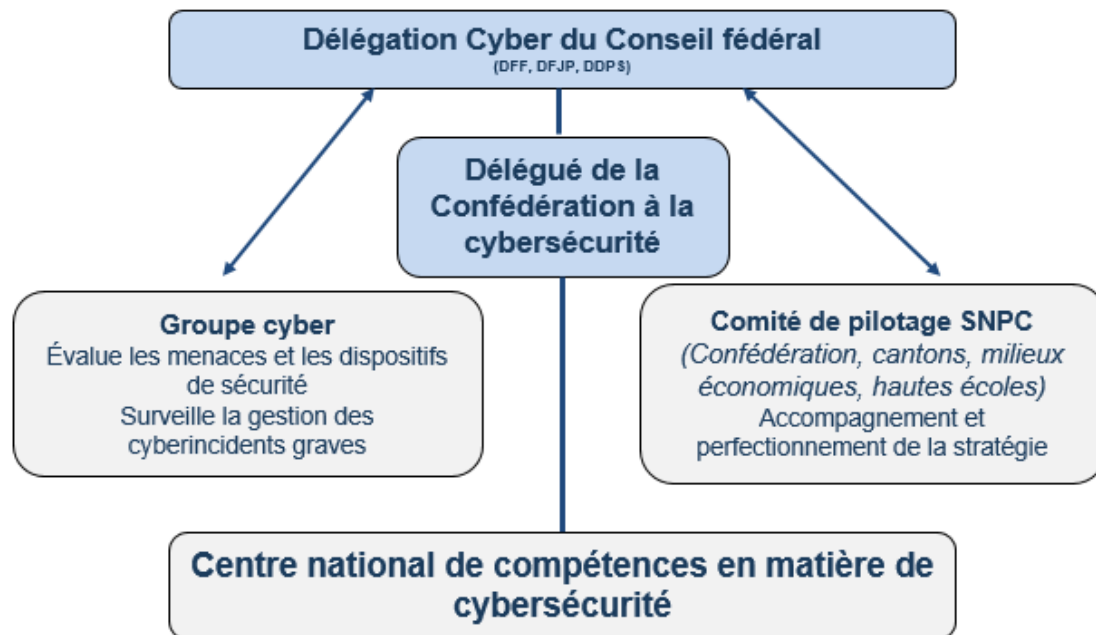 Délégation Cyber du Conseil fédéral
(DFF, DFJP, DDPS)
Délégué de la
Confédération à la
cybersécurité
Groupe cyber
Évalue les menaces et les dispositifs
de sécurité
Surveille la gestion des
cyberincidents graves
Comité de pilotage SNPC
(Confédération, cantons, milieux
économiques, hautes écoles)
Accompagnement et
perfectionnement de la stratégie
Centre national de compétences en matière de
cybersécurité